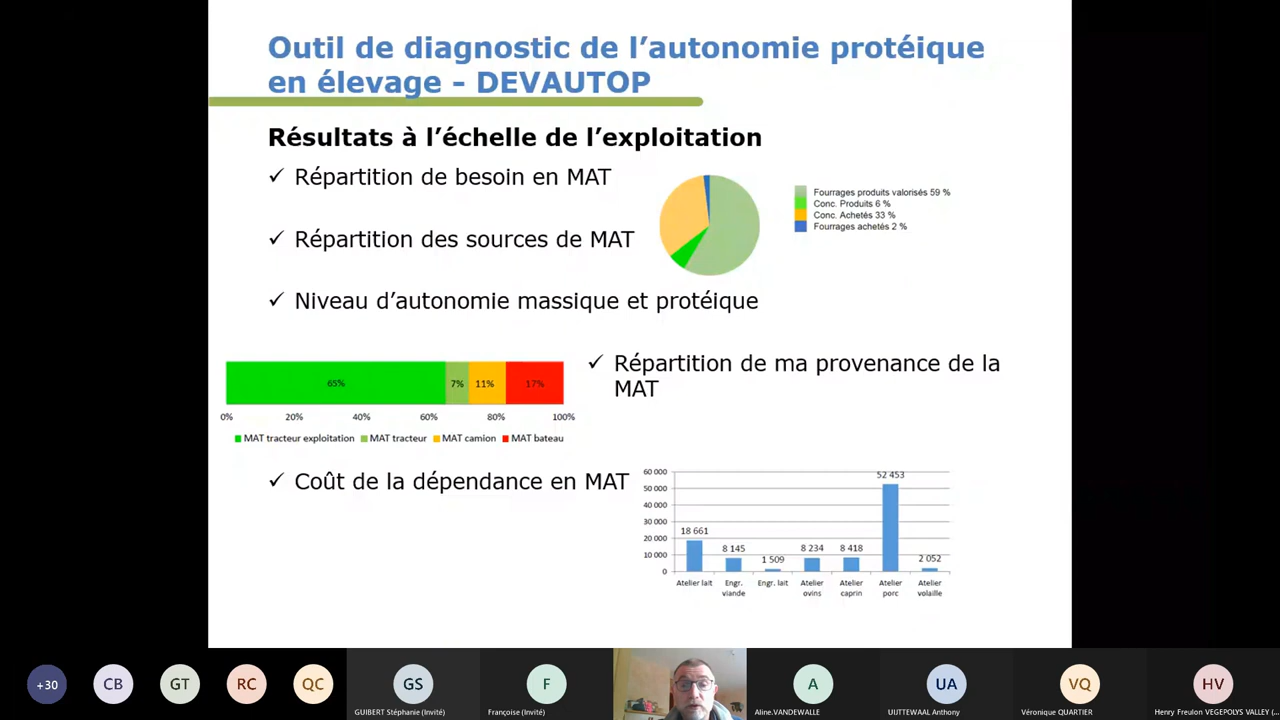 Outil de diagnostic de l'autonomie protéique
en élevage – DEVAUTOP
Résultats à l'échelle de l'exploitation
✓ Répartition de besoin en MAT
✓ Répartition des sources de MAT
Fourrages produits valorisés 59 %
Conc. Produits 6 %
Conc. Achetés 33 %
Fourrages achetés 2 %
✓ Niveau d'autonomie massique et protéique
65% 7% 11% 17%
0% 20% 40% 60% 80% 100%
MAT tracteur exploitation MAT tracteur MAT camion MAT bateau
✓ Répartition de ma provenance de la
MAT
✓ Coût de la dépendance en MAT
60 000
50 000
40 000
30 000
20 000
10 000
0
18 661 8 145 1 509 8 234 8 418 52 453 2 052
Atelier lait Engr. viande Engr. lait Atelier ovins Atelier caprin Atelier porc Atelier volaille
+30 CB GT RC QC GS F A UA VQ HV
GUIBERT Stéphanie (Invité) Françoise (Invité) Aline.VANDEWALLE UIJTTEWAAL Anthony Véronique QUARTIER Henry Freulon VEGEPOLYS VALLEY (...